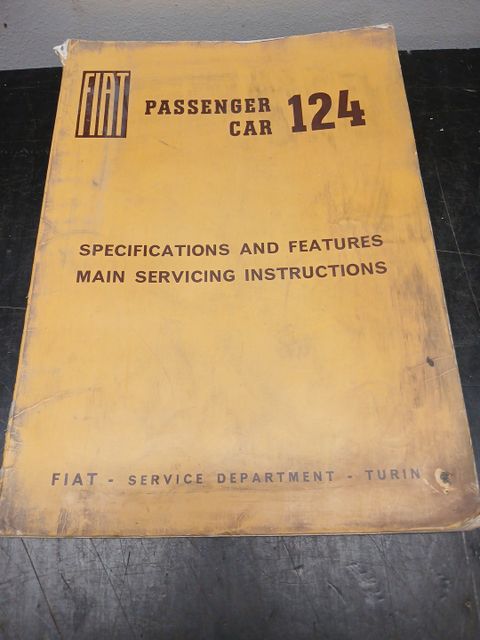 FIAT
PASSENGER
CAR 124
SPECIFICATIONS AND FEATURES
MAIN SERVICING INSTRUCTIONS
FIAT - SERVICE DEPARTMENT - TURIN